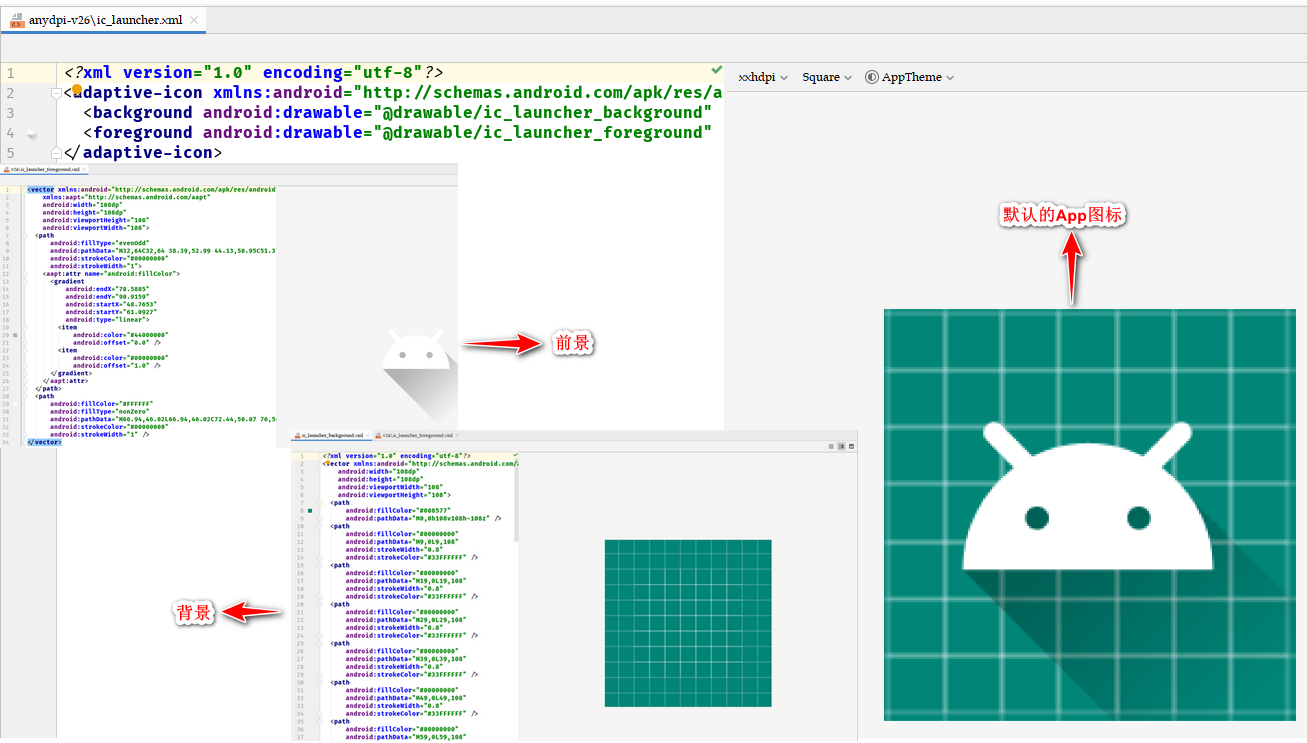 anydpi-v26\ic_launcher.xml
xxhdpi Square AppTheme
1 <?xml version="1.0" encoding="utf-8"?>
2 <adaptive-icon xmlns:android="http://schemas.android.com/apk/res/a
3 <background android:drawable="@drawable/ic_launcher_background"
4 <foreground android:drawable="@drawable/ic_launcher_foreground"
5 </adaptive-icon>
v24\ic_launcher_foreground.xml
1 <vector xmlns:android="http://schemas.android.com/apk/res/android
2 xmlns:aapt="http://schemas.android.com/aapt"
3 android:width="108dp"
4 android:height="108dp"
5 android:viewportHeight="108"
6 android:viewportWidth="108">
7 <path
8 android:fillType="evenOdd"
9 android:pathData="M32,64C32,64 38.39,52.99 44.13,50.95C51.3
10 android:strokeColor="#00000000"
11 android:strokeWidth="1">
12 <aapt:attr name="android:fillColor">
13 <gradient
14 android:endX="78.5885"
15 android:endY="90.9159"
16 android:startX="48.7653"
17 android:startY="61.0927"
18 android:type="linear">
19 <item
20 android:color="#44000000"
21 android:offset="0.0" />
22 <item
23 android:color="#00000000"
24 android:offset="1.0" />
25 </gradient>
26 </aapt:attr>
27 </path>
28 <path
29 android:fillColor="#FFFFFF"
30 android:fillType="nonZero"
31 android:pathData="M66.94,46.02L66.94,46.02C72.44,50.07 76,5
32 android:strokeColor="#00000000"
33 android:strokeWidth="1" />
34 </vector>
前景
默认的App图标
背景
ic_launcher_background.xml v24\ic_launcher_foreground.xml
1 <?xml version="1.0" encoding="utf-8"?>
2 <vector xmlns:android="http://schemas.android.com/a
3 android:width="108dp"
4 android:height="108dp"
5 android:viewportWidth="108"
6 android:viewportHeight="108">
7 <path
8 android:fillColor="#008577"
9 android:pathData="M0,0h108v108h-108z" />
10 <path
11 android:fillColor="#00000000"
12 android:pathData="M9,0L9,108"
13 android:strokeWidth="0.8"
14 android:strokeColor="#33FFFFFF" />
15 <path
16 android:fillColor="#00000000"
17 android:pathData="M19,0L19,108"
18 android:strokeWidth="0.8"
19 android:strokeColor="#33FFFFFF" />
20 <path
21 android:fillColor="#00000000"
22 android:pathData="M29,0L29,108"
23 android:strokeWidth="0.8"
24 android:strokeColor="#33FFFFFF" />
25 <path
26 android:fillColor="#00000000"
27 android:pathData="M39,0L39,108"
28 android:strokeWidth="0.8"
29 android:strokeColor="#33FFFFFF" />
30 <path
31 android:fillColor="#00000000"
32 android:pathData="M49,0L49,108"
33 android:strokeWidth="0.8"
34 android:strokeColor="#33FFFFFF" />
35 <path
36 android:fillColor="#00000000"
37 android:pathData="M59,0L59,108"